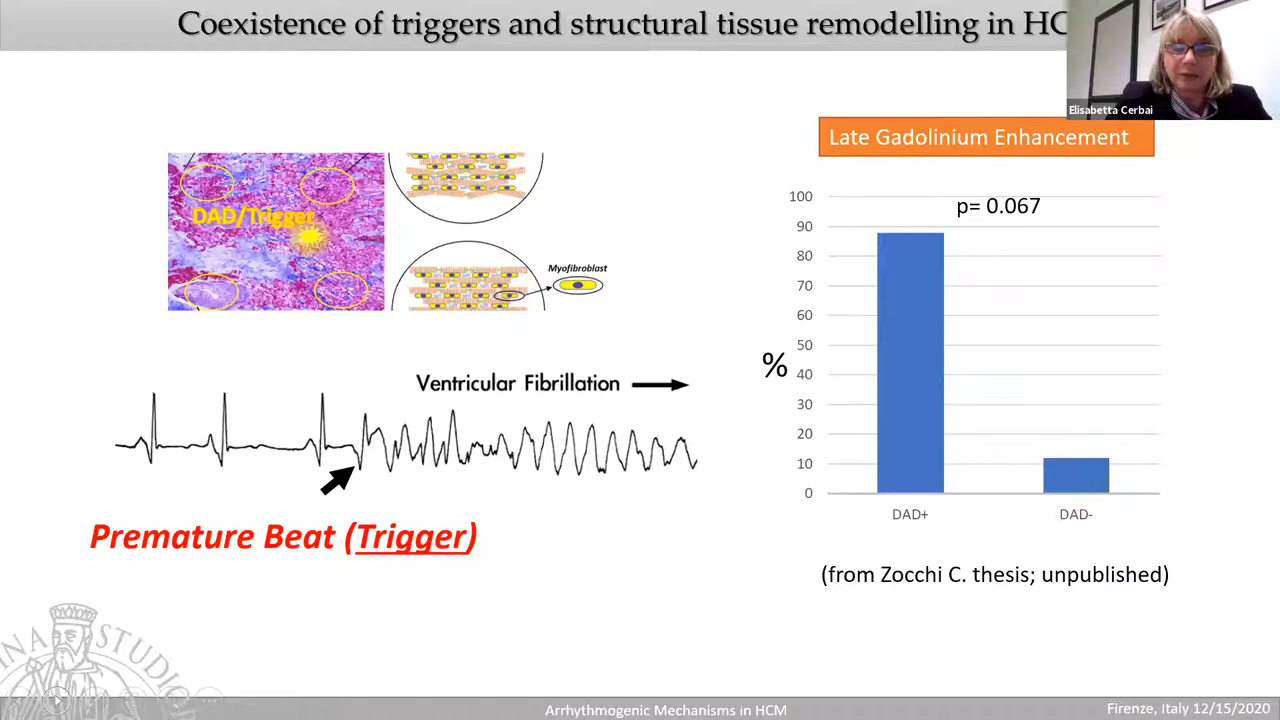 Coexistence of triggers and structural tissue remodelling in HC
Elisabetta Cerbai
Late Gadolinium Enhancement
DAD/Trigger
Myofibroblast
p= 0.067
100
90
80
70
60
50
40
30
20
10
0
%
DAD+
DAD-
Ventricular Fibrillation
Premature Beat (Trigger)
(from Zocchi C. thesis; unpublished)
INA STUDIO
Arrhythmogenic Mechanisms in HCM
Firenze, Italy 12/15/2020